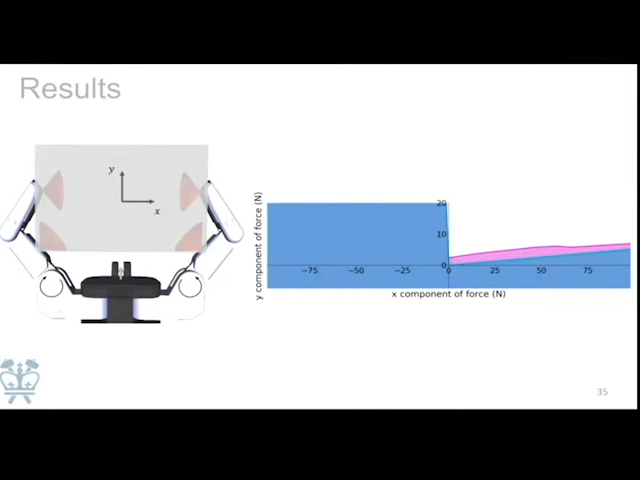 Results
y
x
y component of force (N)
20
10
0
−75
−50
−25
0
25
50
75
x component of force (N)
35